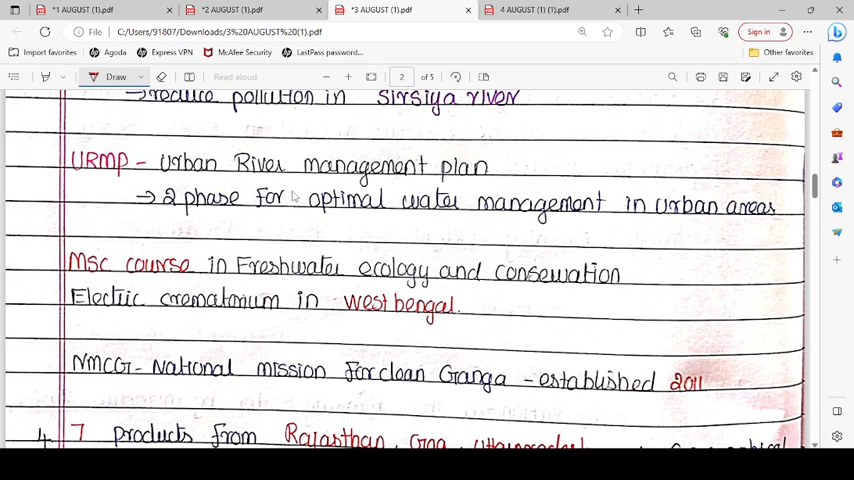 *1 AUGUST (1).pdf
*2 AUGUST (1).pdf
*3 AUGUST (1).pdf
4 AUGUST (1).pdf
File
C:/Users/91807/Downloads/3%20AUGUST%20(1).pdf
Sign in
Import favorites
Agoda
Express VPN
McAfee Security
LastPass password...
Other favorites
Draw
Read aloud
2
of 5
→reduce pollution in Sirsiya river
URMP - Urban River management plan
→ 2 phase for optimal water management in urban areas
Msc course in Freshwater ecology and consewation
Electric crematorium in west bengal.
NMCG - National mission for clean Ganga - established 2011
4. 7 products from Rajasthan, Goa, Uttarpradesh